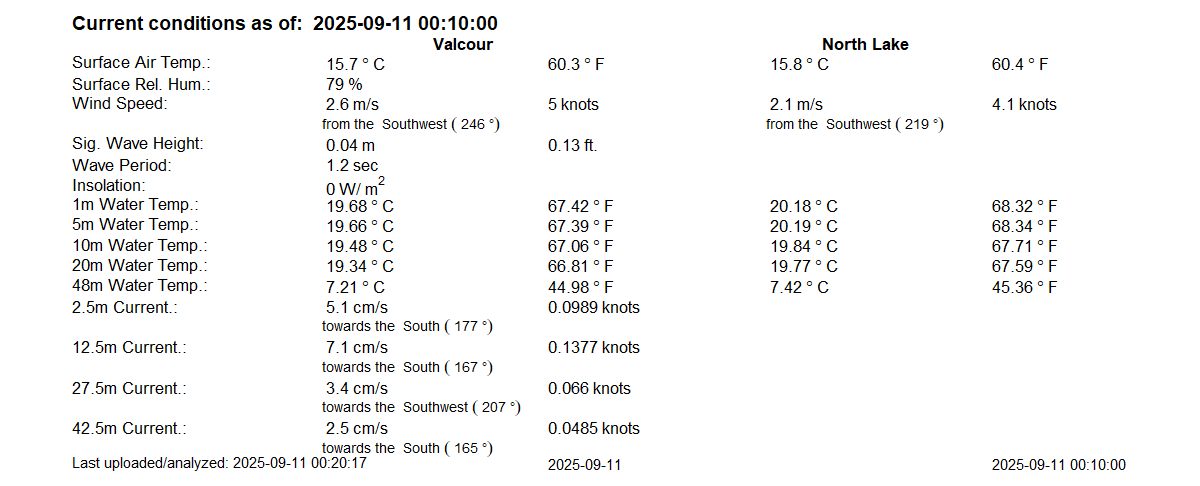 Current conditions as of: 2025-09-11 00:10:00
Valcour North Lake
Surface Air Temp.: 15.7 ° C 60.3 ° F 15.8 ° C 60.4 ° F
Surface Rel. Hum.: 79 %
Wind Speed: 2.6 m/s 5 knots 2.1 m/s 4.1 knots
from the Southwest ( 246 °) from the Southwest ( 219 °)
Sig. Wave Height: 0.04 m 0.13 ft.
Wave Period: 1.2 sec
Insolation: 0 W/ m2
1m Water Temp.: 19.68 ° C 67.42 ° F 20.18 ° C 68.32 ° F
5m Water Temp.: 19.66 ° C 67.39 ° F 20.19 ° C 68.34 ° F
10m Water Temp.: 19.48 ° C 67.06 ° F 19.84 ° C 67.71 ° F
20m Water Temp.: 19.34 ° C 66.81 ° F 19.77 ° C 67.59 ° F
48m Water Temp.: 7.21 ° C 44.98 ° F 7.42 ° C 45.36 ° F
2.5m Current.: 5.1 cm/s 0.0989 knots
towards the South ( 177 °)
12.5m Current.: 7.1 cm/s 0.1377 knots
towards the South ( 167 °)
27.5m Current.: 3.4 cm/s 0.066 knots
towards the Southwest ( 207 °)
42.5m Current.: 2.5 cm/s 0.0485 knots
towards the South ( 165 °)
Last uploaded/analyzed: 2025-09-11 00:20:17 2025-09-11 2025-09-11 00:10:00